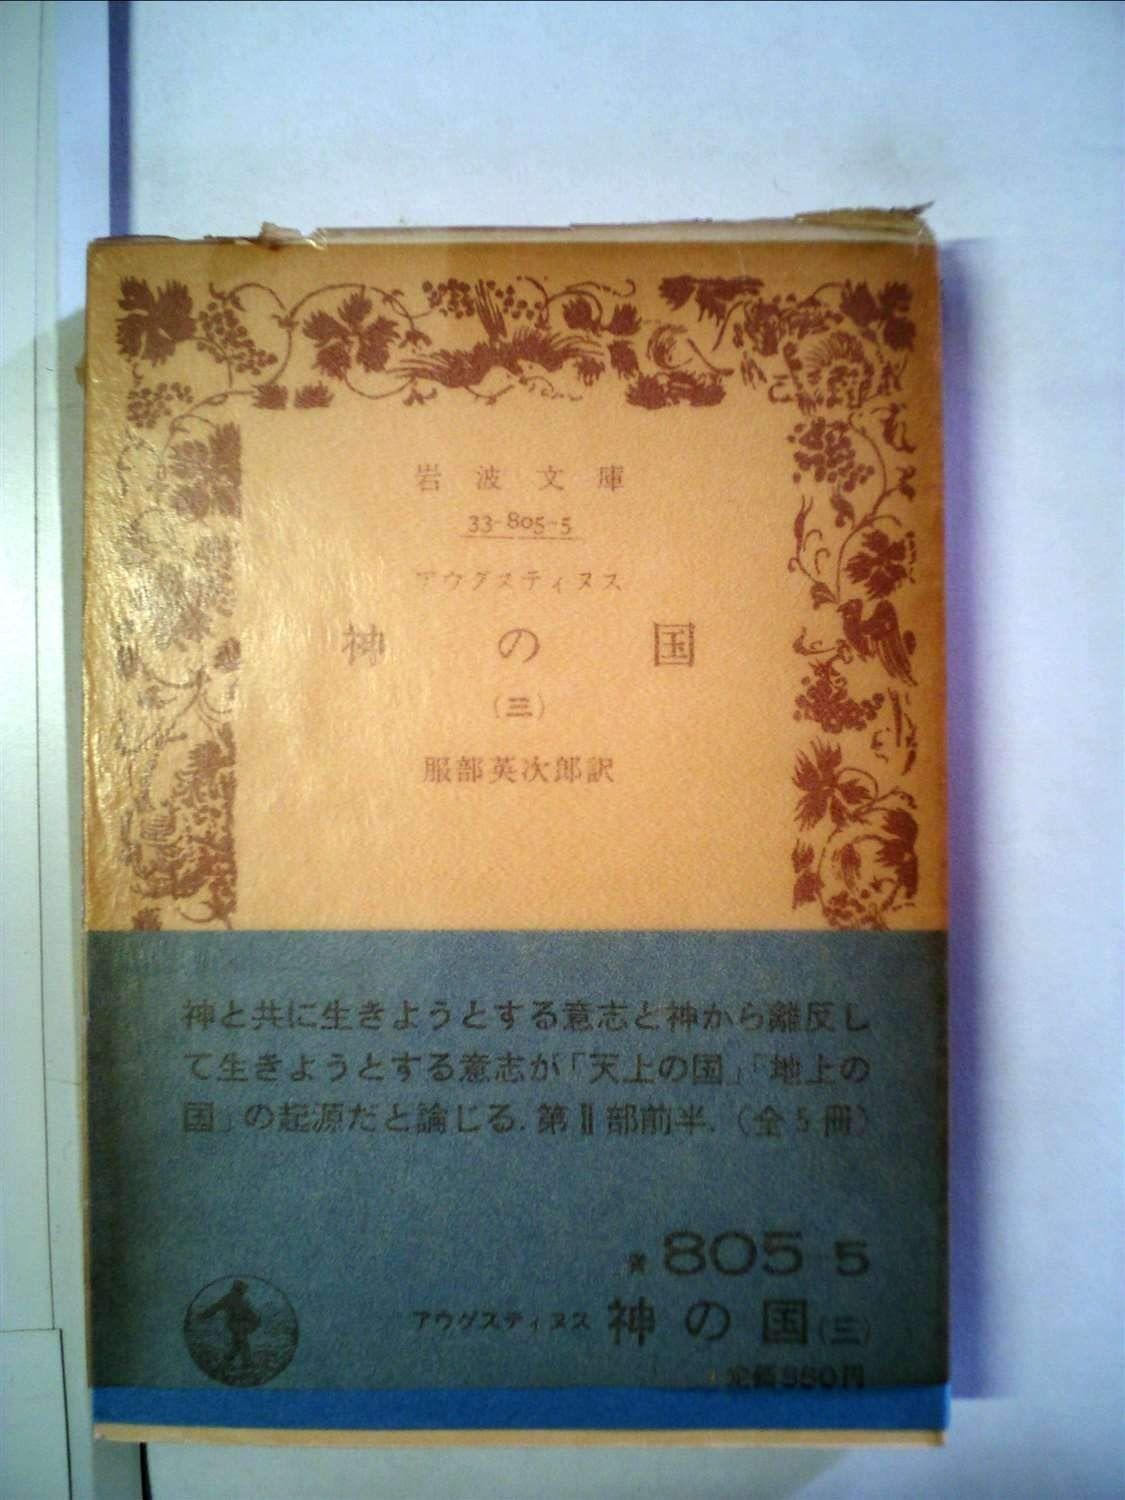 岩波文庫
33-805-5
アウグスティヌス
神の国
(三)
服部英次郎訳
神と共に生きようとする意志と神から離反し
て生きようとする意志が「天上の国」「地上の
国」の起源だと論じる.第Ⅱ部前半.(全5冊)
青 805-5
アウグスティヌス 神の国(三)